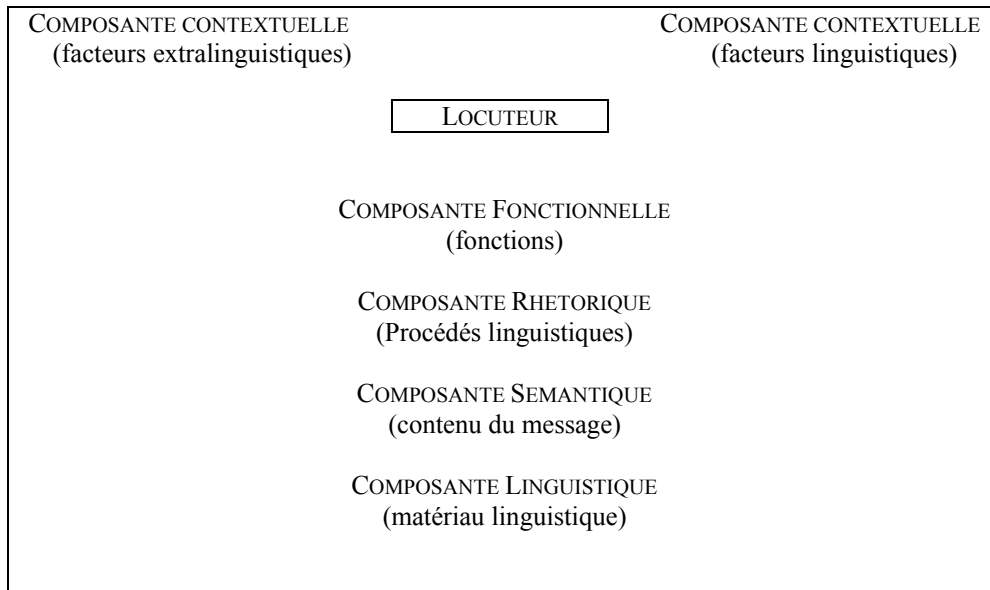 COMPOSANTE CONTEXTUELLE
(facteurs extralinguistiques)
COMPOSANTE CONTEXTUELLE
(facteurs linguistiques)
LOCUTEUR
COMPOSANTE FONCTIONNELLE
(fonctions)
COMPOSANTE RHETORIQUE
(Procédés linguistiques)
COMPOSANTE SEMANTIQUE
(contenu du message)
COMPOSANTE LINGUISTIQUE
(matériau linguistique)